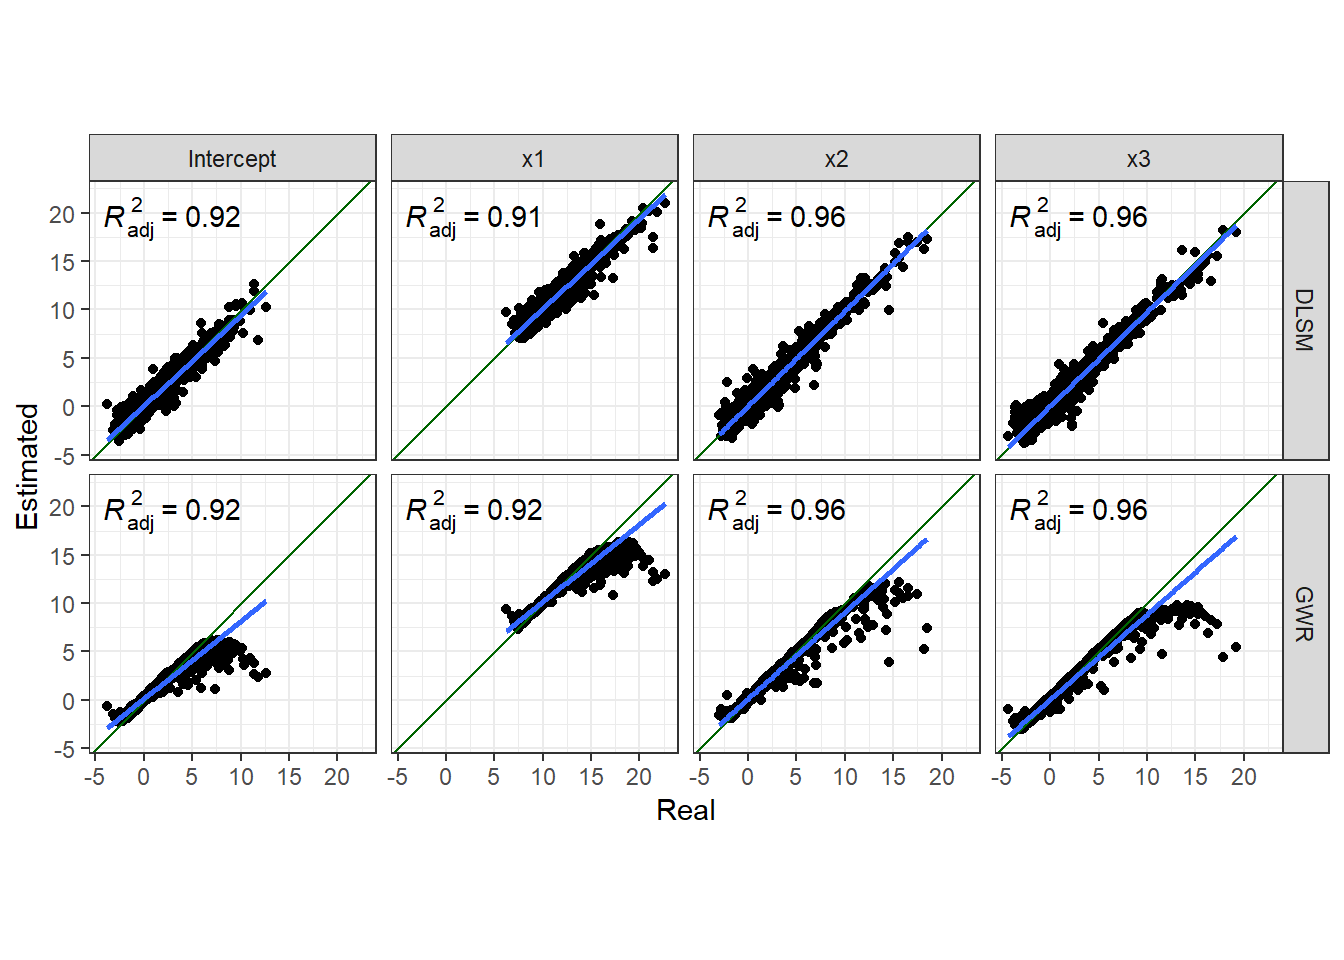 Intercept x1 x2 x3
R²adj = 0.92 R²adj = 0.91 R²adj = 0.96 R²adj = 0.96
20
15
10
5
0
-5
DLSM
Estimated
R²adj = 0.92 R²adj = 0.92 R²adj = 0.96 R²adj = 0.96
20
15
10
5
0
-5
GWR
-5 0 5 10 15 20 -5 0 5 10 15 20 -5 0 5 10 15 20 -5 0 5 10 15 20
Real